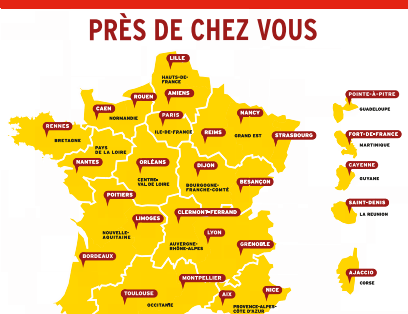 PRÈS DE CHEZ VOUS
LILLE
HAUTS-DE-
FRANCE
ROUEN
AMIENS
CAEN
NORMANDIE
PARIS
ILE-DE-FRANCE
REIMS
NANCY
GRAND EST
STRASBOURG
RENNES
BRETAGNE
PAYS
DE LA LOIRE
NANTES
ORLÉANS
CENTRE-
VAL DE LOIRE
DIJON
BOURGOGNE-
FRANCHE-COMTÉ
BESANÇON
POITIERS
LIMOGES
NOUVELLE-
AQUITAINE
CLERMONT-FERRAND
LYON
AUVERGNE-
RHÔNE-ALPES
GRENOBLE
BORDEAUX
TOULOUSE
OCCITANIE
MONTPELLIER
AIX
NICE
PROVENCE-ALPES-
CÔTE D'AZUR
POINTE-À-PITRE
GUADELOUPE
FORT-DE-FRANCE
MARTINIQUE
CAYENNE
GUYANE
SAINT-DENIS
LA RÉUNION
AJACCIO
CORSE